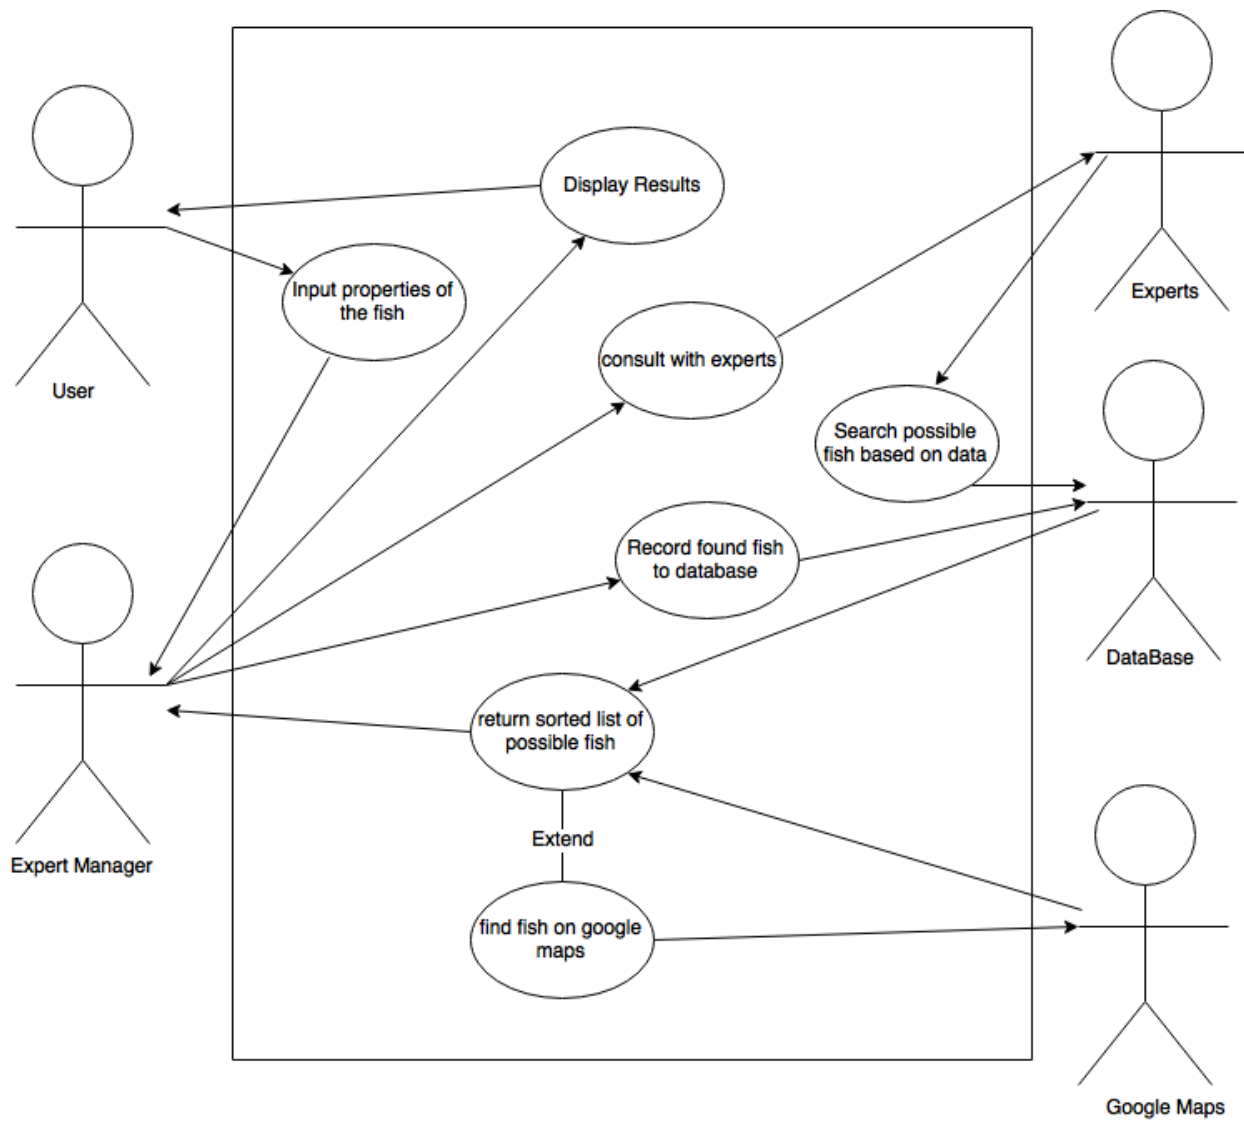 Display Results
Input properties of
the fish
Experts
consult with experts
User
Search possible
fish based on data
Record found fish
to database
DataBase
return sorted list of
possible fish
Extend
Expert Manager
find fish on google
maps
Google Maps